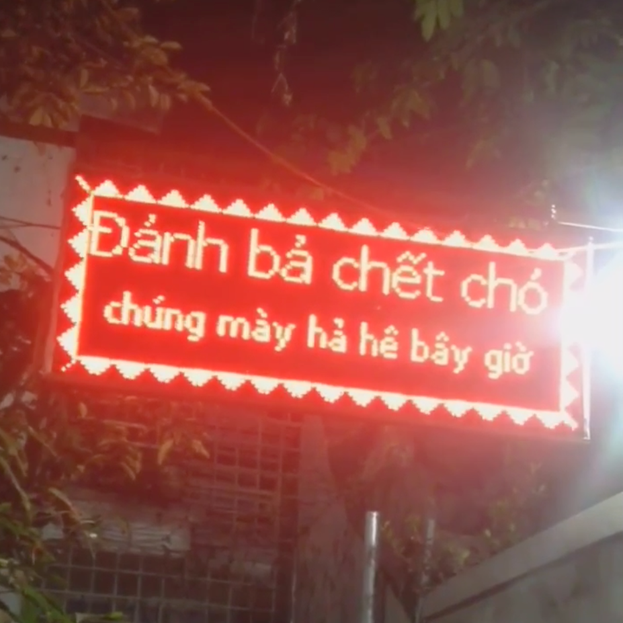 Đánh bả chết chó
chúng mày hả hê bây giờ